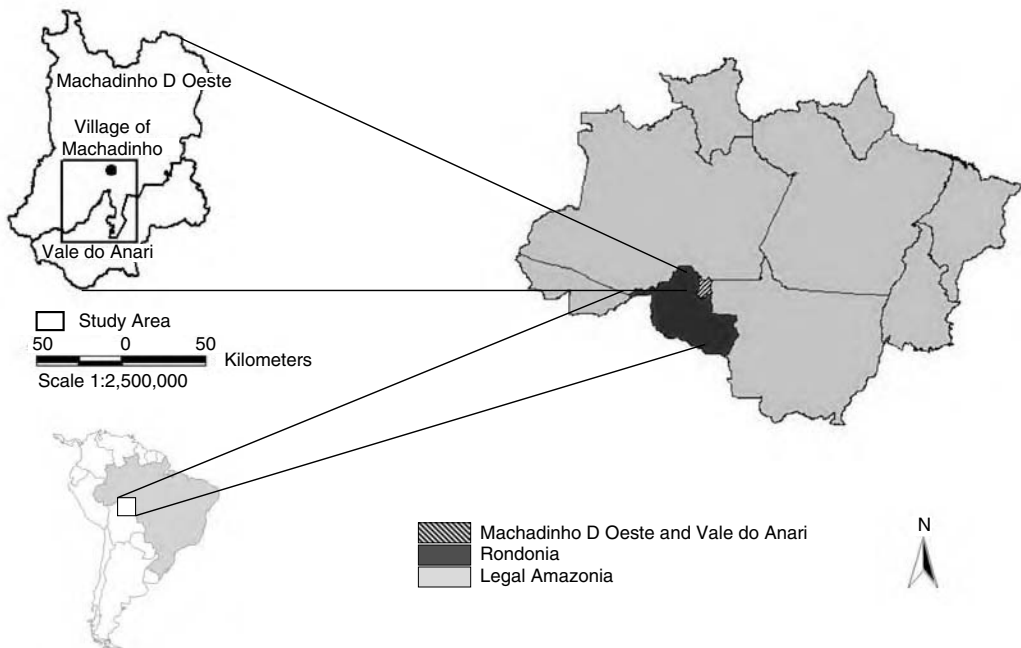 Machadinho D Oeste
Village of
Machadinho
Vale do Anari
Study Area
50 0 50
Kilometers
Scale 1:2,500,000
Machadinho D Oeste and Vale do Anari
Rondonia
Legal Amazonia
N